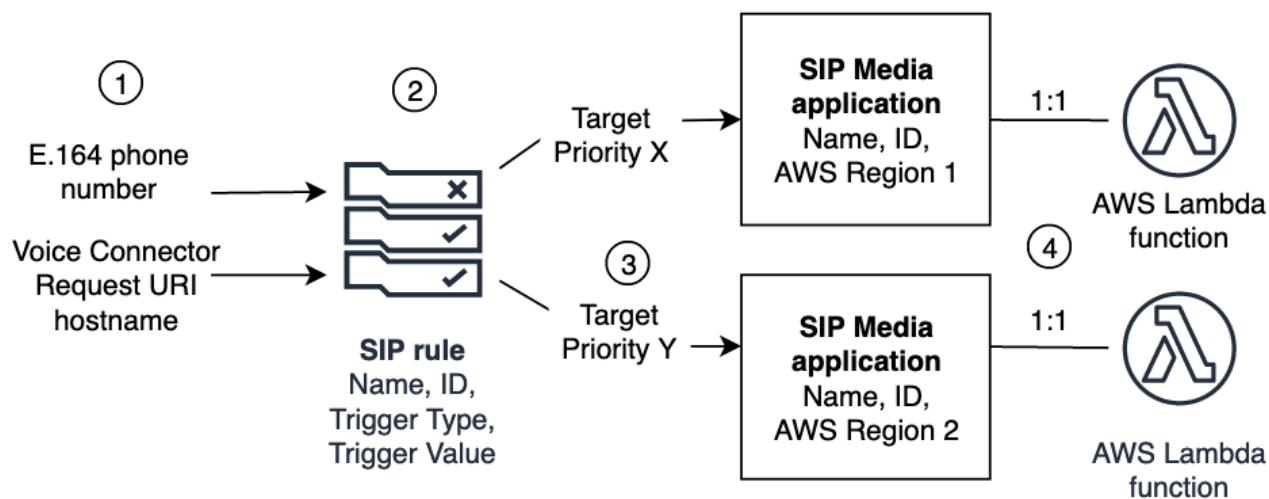 1
E.164 phone
number
Voice Connector
Request URI
hostname
2
SIP rule
Name, ID,
Trigger Type,
Trigger Value
Target
Priority X
3
Target
Priority Y
SIP Media
application
Name, ID,
AWS Region 1
SIP Media
application
Name, ID,
AWS Region 2
1:1
AWS Lambda
function
4
1:1
AWS Lambda
function